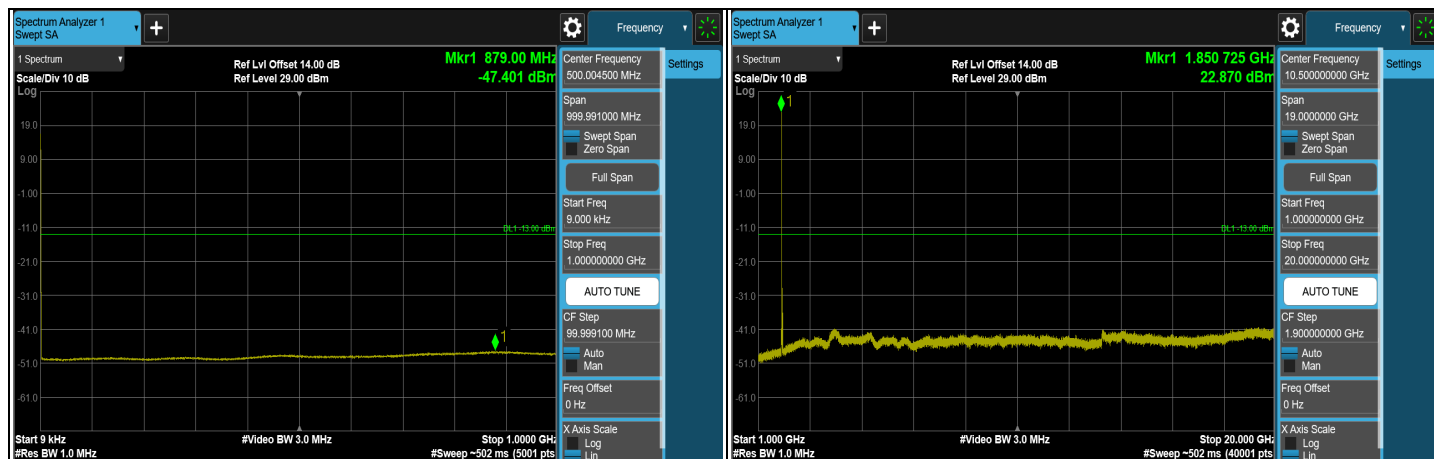 Spectrum Analyzer 1
Swept SA
+
Frequency
1 Spectrum
Scale/Div 10 dB
Log
Ref Lvl Offset 14.00 dB
Ref Level 29.00 dBm
Mkr1 879.00 MHz
-47.401 dBm
1
19.0
9.00
-1.00
-11.0
-21.0
-31.0
-41.0
-51.0
-61.0
DL1 -13.00 dBm
Start 9 kHz
#Res BW 1.0 MHz
#Video BW 3.0 MHz
Stop 1.0000 GHz
#Sweep ~502 ms (5001 pts
Center Frequency
500.004500 MHz
Settings
Span
999.991000 MHz
Swept Span
Zero Span
Full Span
Start Freq
9.000 kHz
Stop Freq
1.000000000 GHz
AUTO TUNE
CF Step
99.999100 MHz
Auto
Man
Freq Offset
0 Hz
X Axis Scale
Log
Lin
Spectrum Analyzer 1
Swept SA
+
Frequency
1 Spectrum
Scale/Div 10 dB
Log
Ref Lvl Offset 14.00 dB
Ref Level 29.00 dBm
Mkr1 1.850 725 GHz
22.870 dBm
1
19.0
9.00
-1.00
-11.0
-21.0
-31.0
-41.0
-51.0
-61.0
DL1 -13.00 dBm
Start 1.000 GHz
#Res BW 1.0 MHz
#Video BW 3.0 MHz
Stop 20.000 GHz
#Sweep ~502 ms (40001 pts
Center Frequency
10.50000000 GHz
Settings
Span
19.0000000 GHz
Swept Span
Zero Span
Full Span
Start Freq
1.000000000 GHz
Stop Freq
20.000000000 GHz
AUTO TUNE
CF Step
1.900000000 GHz
Auto
Man
Freq Offset
0 Hz
X Axis Scale
Log
Lin